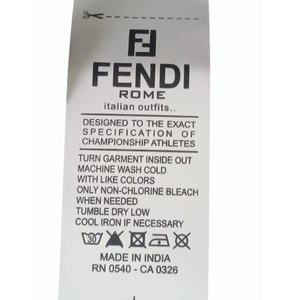 FF
FENDI
ROME
italian outfits..
DESIGNED TO THE EXACT
SPECIFICATION OF
CHAMPIONSHIP ATHLETES
TURN GARMENT INSIDE OUT
MACHINE WASH COLD
WITH LIKE COLORS
ONLY NON-CHLORINE BLEACH
WHEN NEEDED
TUMBLE DRY LOW
COOL IRON IF NECESSARY
30
MADE IN INDIA
RN 0540 - CA 0326